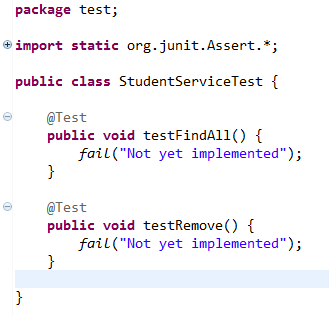 package test;
import static org.junit.Assert.*;
public class StudentServiceTest {
@Test
public void testFindAll() {
fail("Not yet implemented");
}
@Test
public void testRemove() {
fail("Not yet implemented");
}
}